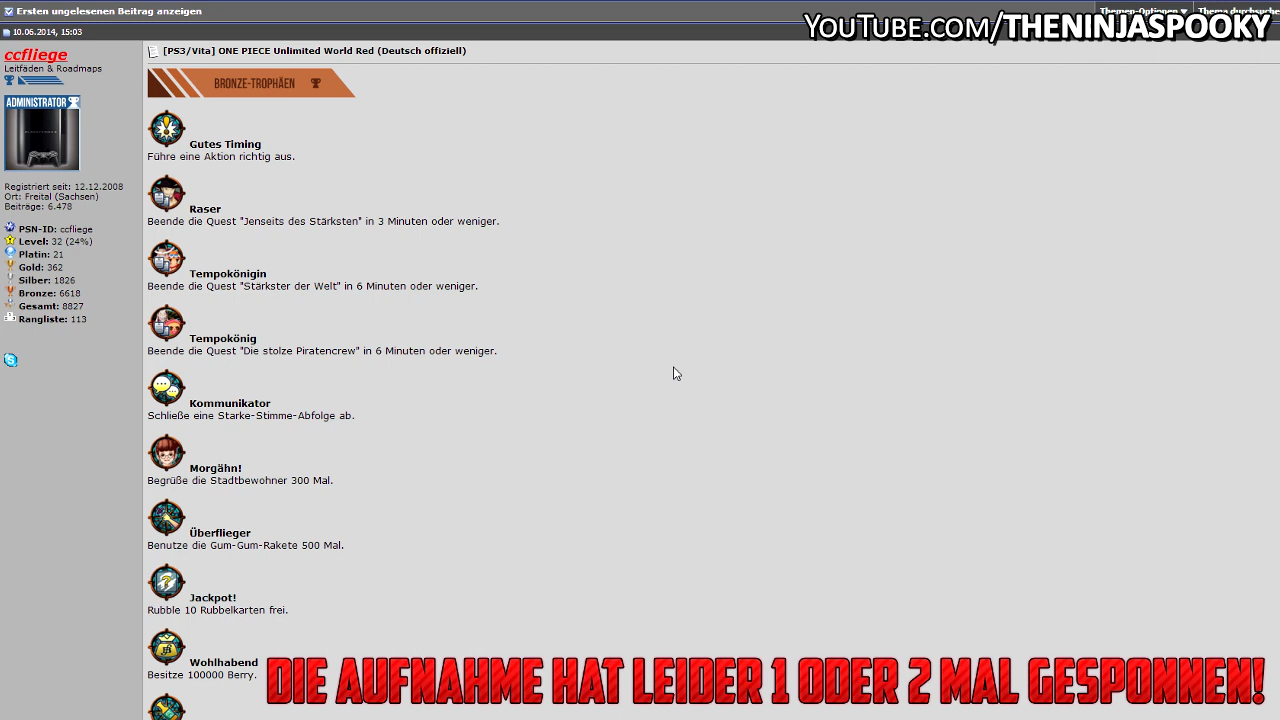 Ersten ungelesenen Beitrag anzeigen
Themen-Optionen
YouTube.com/THENINJASPOOKY
10.06.2014, 15:03
ccfliege
Leitfäden & Roadmaps
ADMINISTRATOR
Registriert seit: 12.12.2008
Ort: Freital (Sachsen)
Beiträge: 6.478
PSN-ID: ccfliege
Level: 32 (24%)
Platin: 21
Gold: 362
Silber: 1826
Bronze: 6618
Gesamt: 8827
Rangliste: 113
[PS3/Vita] ONE PIECE Unlimited World Red (Deutsch offiziell)
BRONZE-TROPHÄEN
Gutes Timing
Führe eine Aktion richtig aus.
Raser
Beende die Quest "Jenseits des Stärksten" in 3 Minuten oder weniger.
Tempokönigin
Beende die Quest "Stärkster der Welt" in 6 Minuten oder weniger.
Tempokönig
Beende die Quest "Die stolze Piratencrew" in 6 Minuten oder weniger.
Kommunikator
Schließe eine Starke-Stimme-Abfolge ab.
Morgähn!
Begrüße die Stadtbewohner 300 Mal.
Überflieger
Benutze die Gum-Gum-Rakete 500 Mal.
Jackpot!
Rubble 10 Rubbelkarten frei.
Wohlhabend
Besitze 100000 Berry.
DIE AUFNAHME HAT LEIDER 1 ODER 2 MAL GESPONNEN!